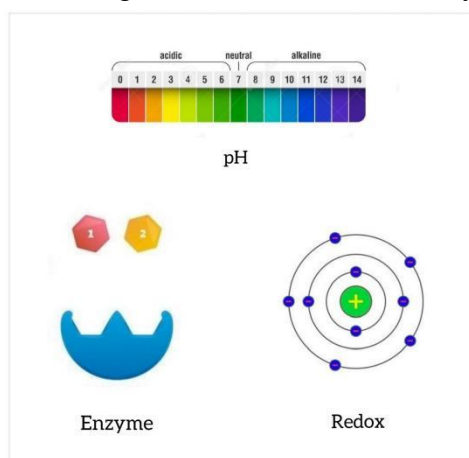 acidic neutral alkaline
0 1 2 3 4 5 6 7 8 9 10 11 12 13 14
pH
1 2
+
Enzyme Redox